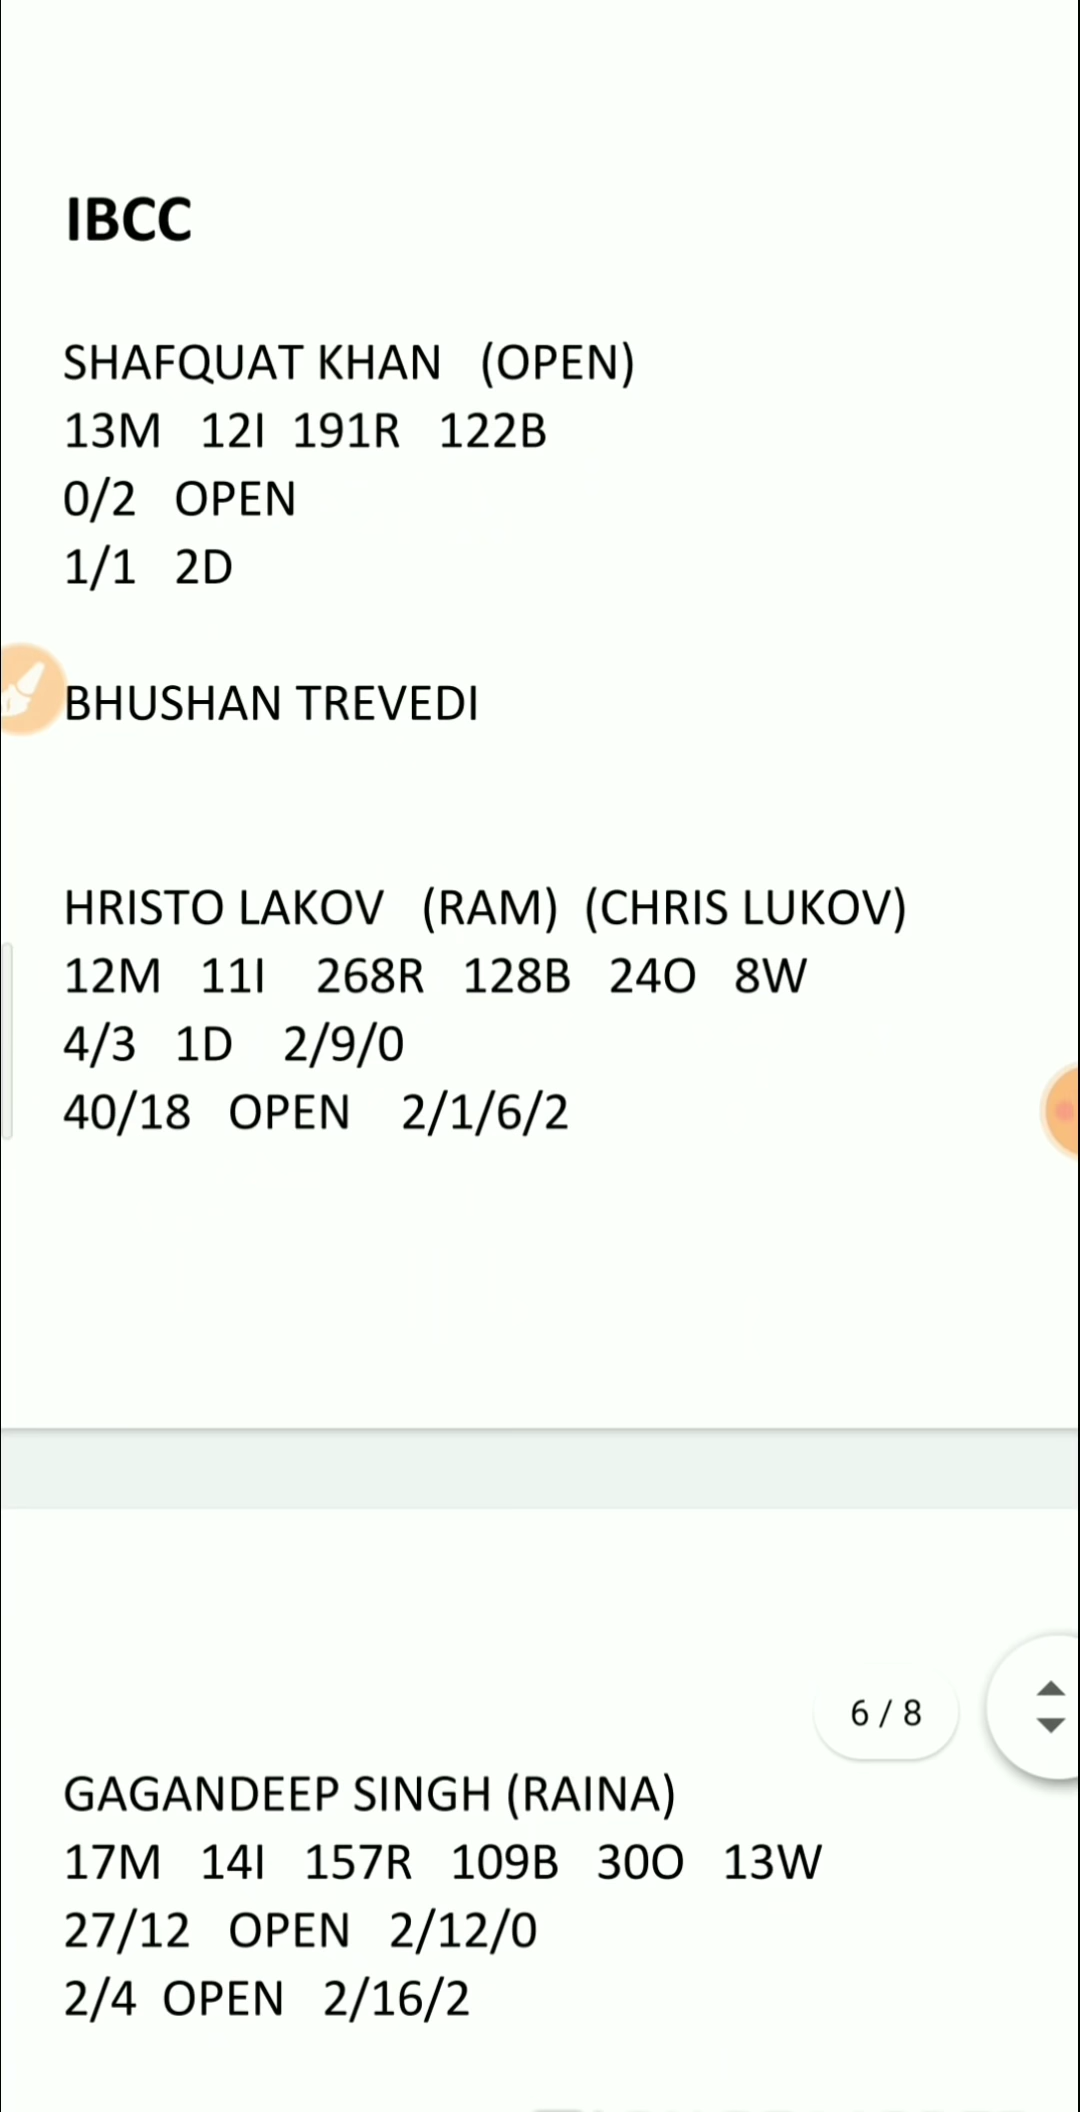 IBCC
SHAFQUAT KHAN (OPEN)
13M 12I 191R 122B
0/2 OPEN
1/1 2D
BHUSHAN TREVEDI
HRISTO LAKOV (RAM) (CHRIS LUKOV)
12M 11I 268R 128B 24O 8W
4/3 1D 2/9/0
40/18 OPEN 2/1/6/2
6 / 8
GAGANDEEP SINGH (RAINA)
17M 14I 157R 109B 30O 13W
27/12 OPEN 2/12/0
2/4 OPEN 2/16/2